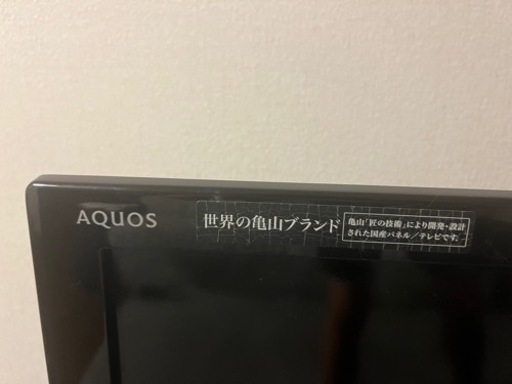 AQUOS
世界の亀山ブランド
亀山「匠の技術」により開発・設計
された国産パネル／テレビです。